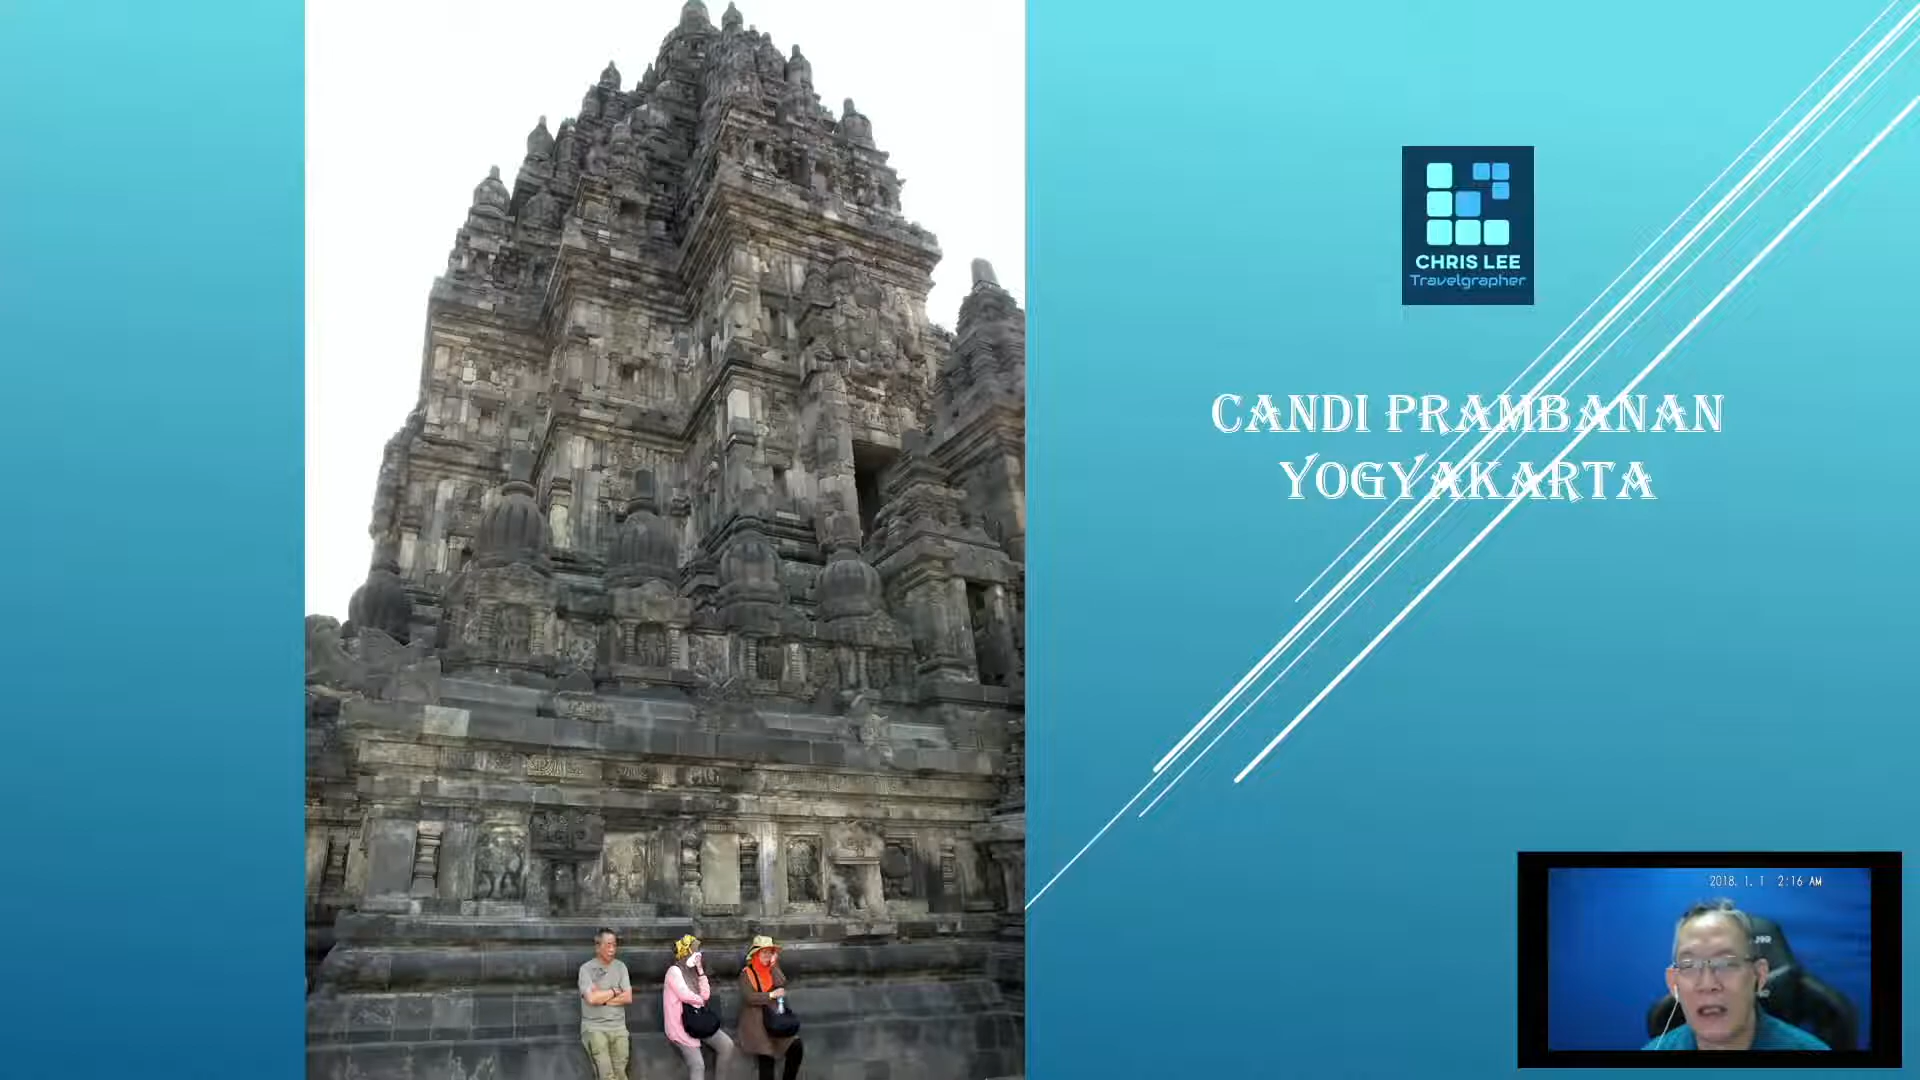 CHRIS LEE
Travelgrapher
CANDI PRAMBANAN
YOGYAKARTA
2018. 1. 1 2:16 AM